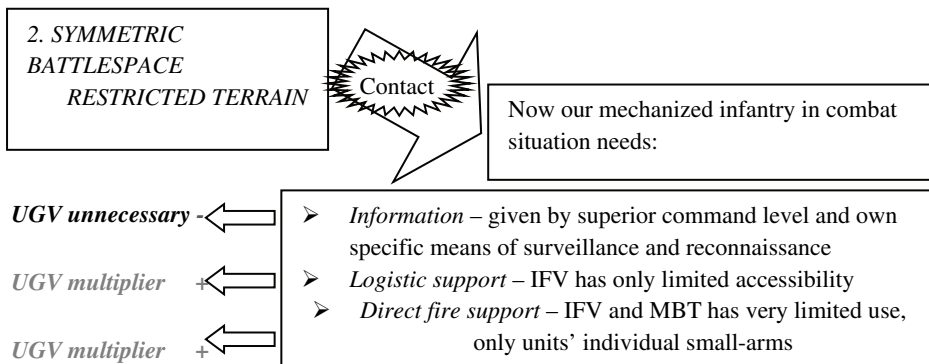 2. SYMMETRIC
BATTLESPACE
RESTRICTED TERRAIN
Contact
Now our mechanized infantry in combat
situation needs:
UGV unnecessary -
➢ Information – given by superior command level and own
specific means of surveillance and reconnaissance
UGV multiplier +
➢ Logistic support – IFV has only limited accessibility
➢ Direct fire support – IFV and MBT has very limited use,
only units' individual small-arms
UGV multiplier +